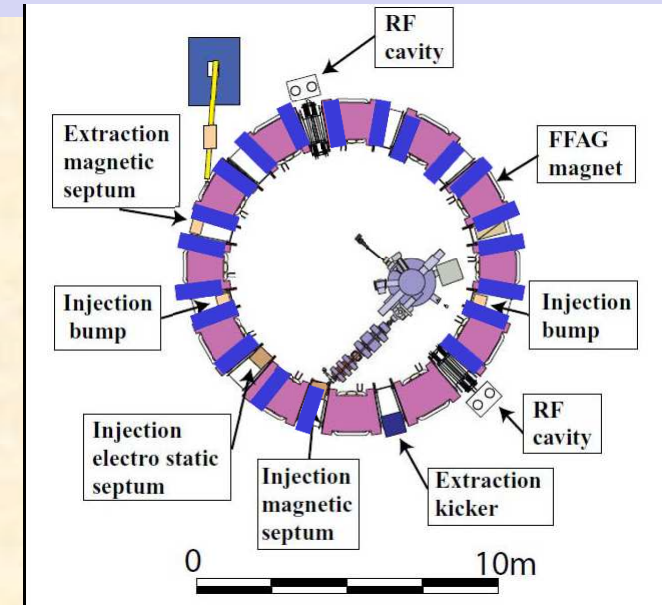 RF
cavity
Extraction
magnetic
septum
FFAG
magnet
Injection
bump
Injection
bump
Injection
electro static
septum
Injection
magnetic
septum
Extraction
kicker
RF
cavity
0 10m